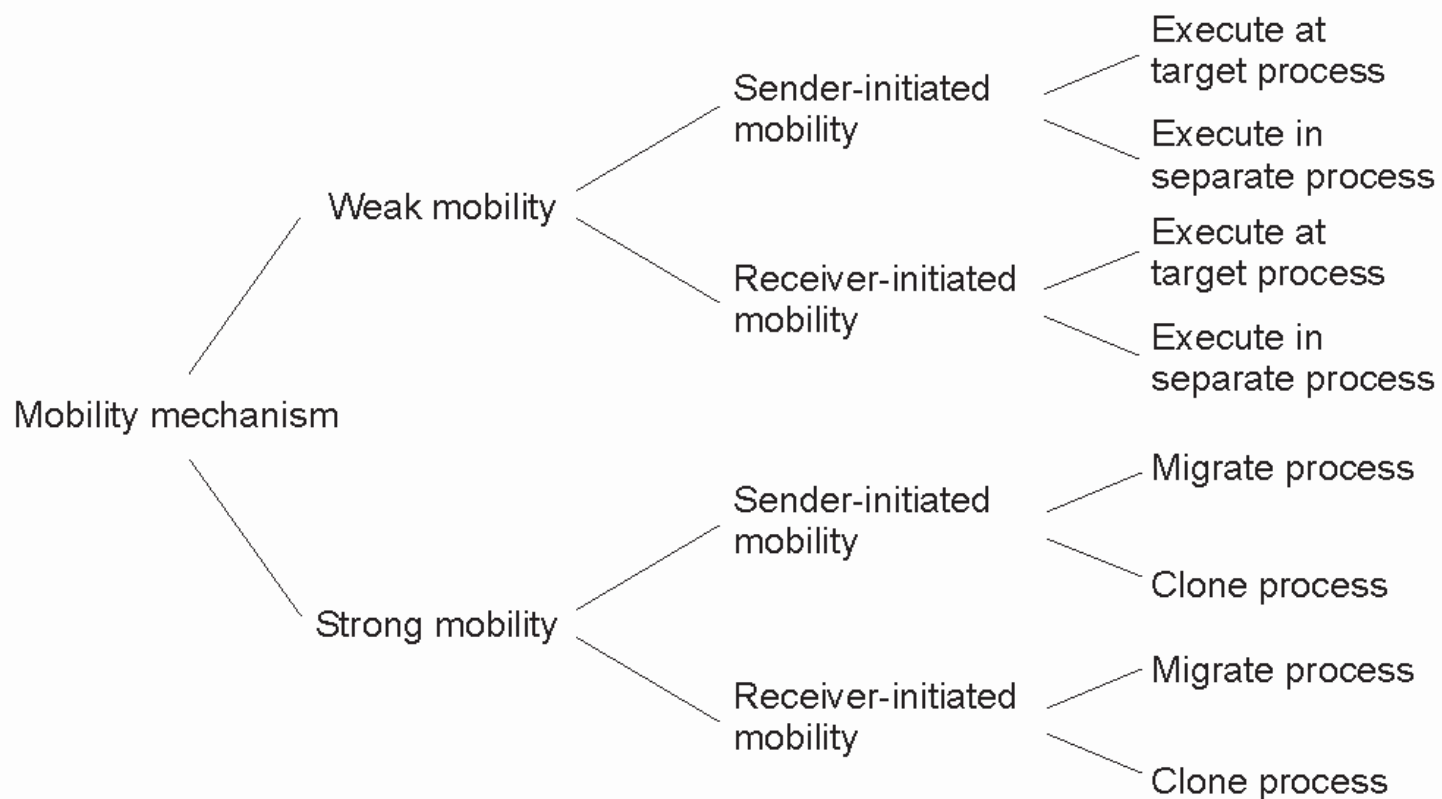 Execute at
target process
Sender-initiated
mobility
Execute in
separate process
Weak mobility
Execute at
target process
Receiver-initiated
mobility
Execute in
separate process
Mobility mechanism
Migrate process
Sender-initiated
mobility
Clone process
Strong mobility
Migrate process
Receiver-initiated
mobility
Clone process